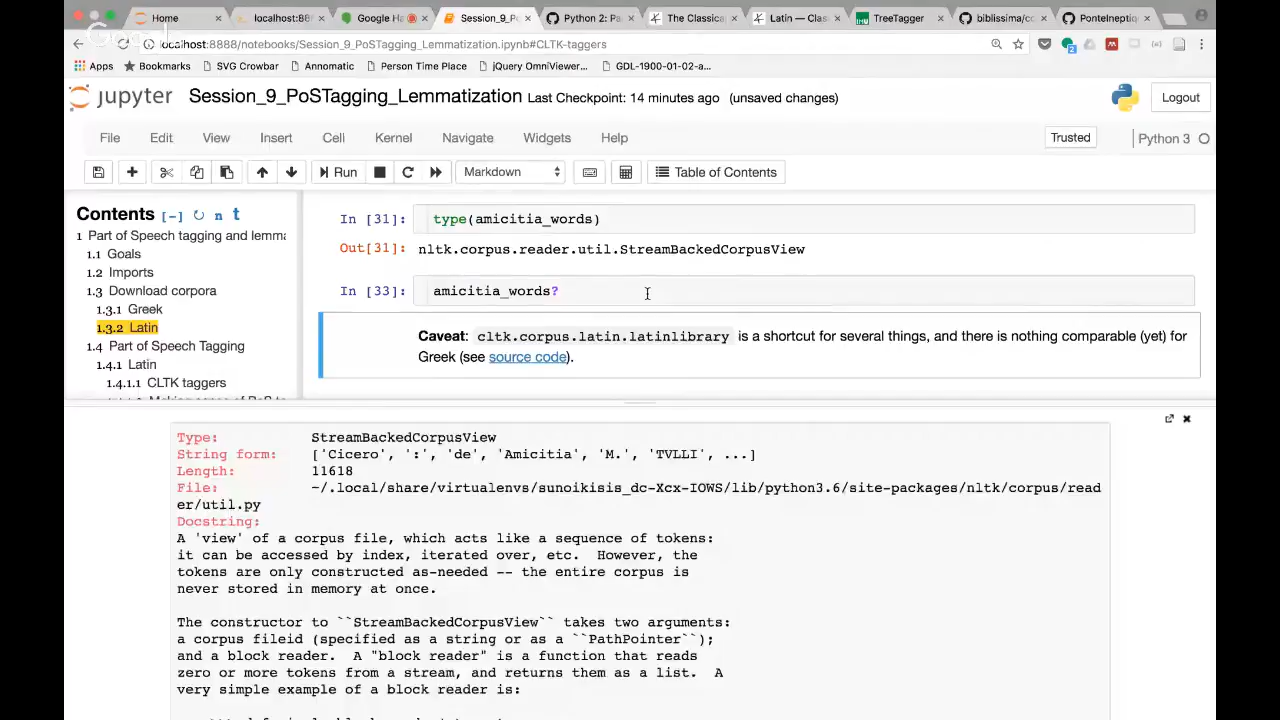 Home
localhost:888
Google Ha
Session_9_Po
Python 2: Pa
The Classica
Latin — Clas
TreeTagger
biblissima/co
PonteIneptiq
localhost:8888/notebooks/Session_9_PoSTagging_Lemmatization.ipynb#CLTK-taggers
Apps Bookmarks SVG Crowbar Annomatic Person Time Place jQuery OmniViewer... GDL-1900-01-02-a...
jupyter Session_9_PoSTagging_Lemmatization Last Checkpoint: 14 minutes ago (unsaved changes) Logout
File Edit View Insert Cell Kernel Navigate Widgets Help Trusted Python 3
Run Markdown Table of Contents
Contents [-] n t
1 Part of Speech tagging and lemma
1.1 Goals
1.2 Imports
1.3 Download corpora
1.3.1 Greek
1.3.2 Latin
1.4 Part of Speech Tagging
1.4.1 Latin
1.4.1.1 CLTK taggers
In [31]: type(amicitia_words)
Out[31]: nltk.corpus.reader.util.StreamBackedCorpusView
In [33]: amicitia_words?
Caveat: cltk.corpus.latin.latinlibrary is a shortcut for several things, and there is nothing comparable (yet) for
Greek (see source code).
Type: StreamBackedCorpusView
String form: ['Cicero', ':', 'de', 'Amicitia', 'M.', 'TVLLI', ...]
Length: 11618
File: ~/.local/share/virtualenvs/sunoikisis_dc-Xcx-IOWS/lib/python3.6/site-packages/nltk/corpus/read
er/util.py
Docstring:
A 'view' of a corpus file, which acts like a sequence of tokens:
it can be accessed by index, iterated over, etc. However, the
tokens are only constructed as-needed -- the entire corpus is
never stored in memory at once.
The constructor to ``StreamBackedCorpusView`` takes two arguments:
a corpus fileid (specified as a string or as a ``PathPointer``);
and a block reader. A "block reader" is a function that reads
zero or more tokens from a stream, and returns them as a list. A
very simple example of a block reader is: